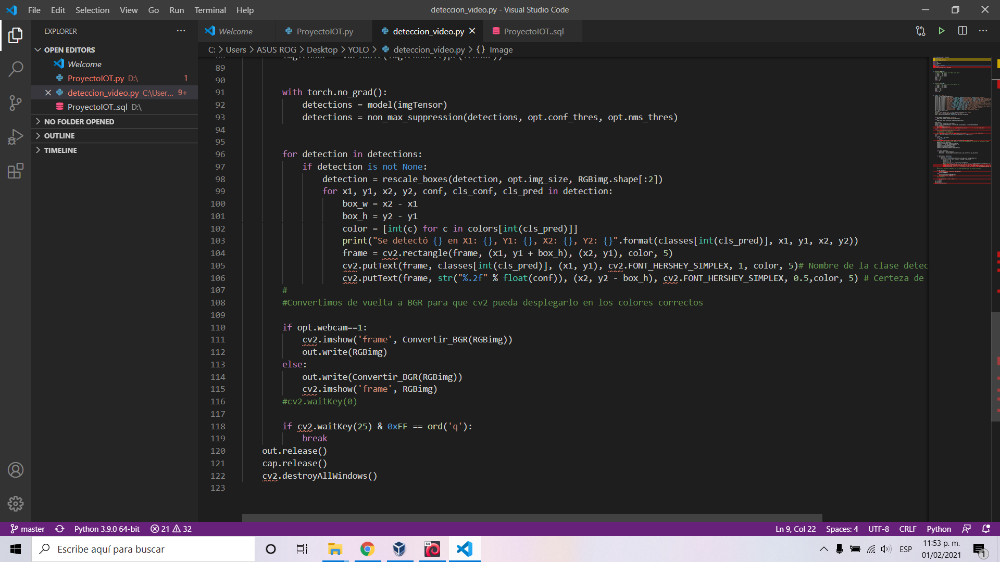 File Edit Selection View Go Run Terminal Help
deteccion_video.py - Visual Studio Code
EXPLORER
OPEN EDITORS
Welcome
ProyectoIOT.py D:\ 1
deteccion_video.py C:\User... 9+
ProyectoIOT..sql D:\
NO FOLDER OPENED
OUTLINE
TIMELINE
Welcome ProyectoIOT.py deteccion_video.py ProyectoIOT..sql
C: > Users > ASUS ROG > Desktop > YOLO > deteccion_video.py > {} Image
88 imgTensor = Variable(imgTensor.type(Tensor))
89
90
91 with torch.no_grad():
92 detections = model(imgTensor)
93 detections = non_max_suppression(detections, opt.conf_thres, opt.nms_thres)
94
95
96 for detection in detections:
97 if detection is not None:
98 detection = rescale_boxes(detection, opt.img_size, RGBimg.shape[:2])
99 for x1, y1, x2, y2, conf, cls_conf, cls_pred in detection:
100 box_w = x2 - x1
101 box_h = y2 - y1
102 color = [int(c) for c in colors[int(cls_pred)]]
103 print("Se detectó {} en X1: {}, Y1: {}, X2: {}, Y2: {}".format(classes[int(cls_pred)], x1, y1, x2, y2))
104 frame = cv2.rectangle(frame, (x1, y1 + box_h), (x2, y1), color, 5)
105 cv2.putText(frame, classes[int(cls_pred)], (x1, y1), cv2.FONT_HERSHEY_SIMPLEX, 1, color, 5)# Nombre de la clase detec
106 cv2.putText(frame, str("%.2f" % float(conf)), (x2, y2 - box_h), cv2.FONT_HERSHEY_SIMPLEX, 0.5,color, 5) # Certeza de
107 #
108 #Convertimos de vuelta a BGR para que cv2 pueda desplegarlo en los colores correctos
109
110 if opt.webcam==1:
111 cv2.imshow('frame', Convertir_BGR(RGBimg))
112 out.write(RGBimg)
113 else:
114 out.write(Convertir_BGR(RGBimg))
115 cv2.imshow('frame', RGBimg)
116 #cv2.waitKey(0)
117
118 if cv2.waitKey(25) & 0xFF == ord('q'):
119 break
120 out.release()
121 cap.release()
122 cv2.destroyAllWindows()
123
master Python 3.9.0 64-bit 21 32 Ln 9, Col 22 Spaces: 4 UTF-8 CRLF Python
Escribe aquí para buscar
64
ESP
11:53 p. m.
01/02/2021
1